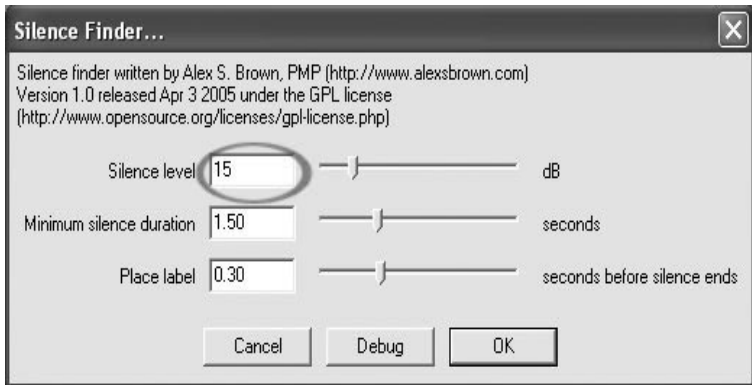 Silence Finder...
Silence finder written by Alex S. Brown, PMP (http://www.alexsbrown.com)
Version 1.0 released Apr 3 2005 under the GPL license
(http://www.opensource.org/licenses/gpl-license.php)
Silence level 15 dB
Minimum silence duration 1.50 seconds
Place label 0.30 seconds before silence ends
Cancel Debug OK